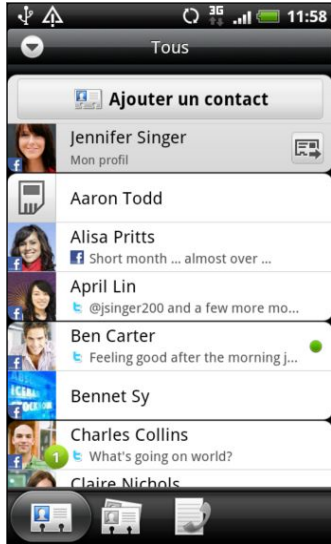 3G
11:58
Tous
Ajouter un contact
Jennifer Singer
Mon profil
Aaron Todd
Alisa Pritts
Short month ... almost over ...
April Lin
@jsinger200 and a few more mo...
Ben Carter
Feeling good after the morning j...
Bennet Sy
Charles Collins
1
What's going on world?
Claire Nichols